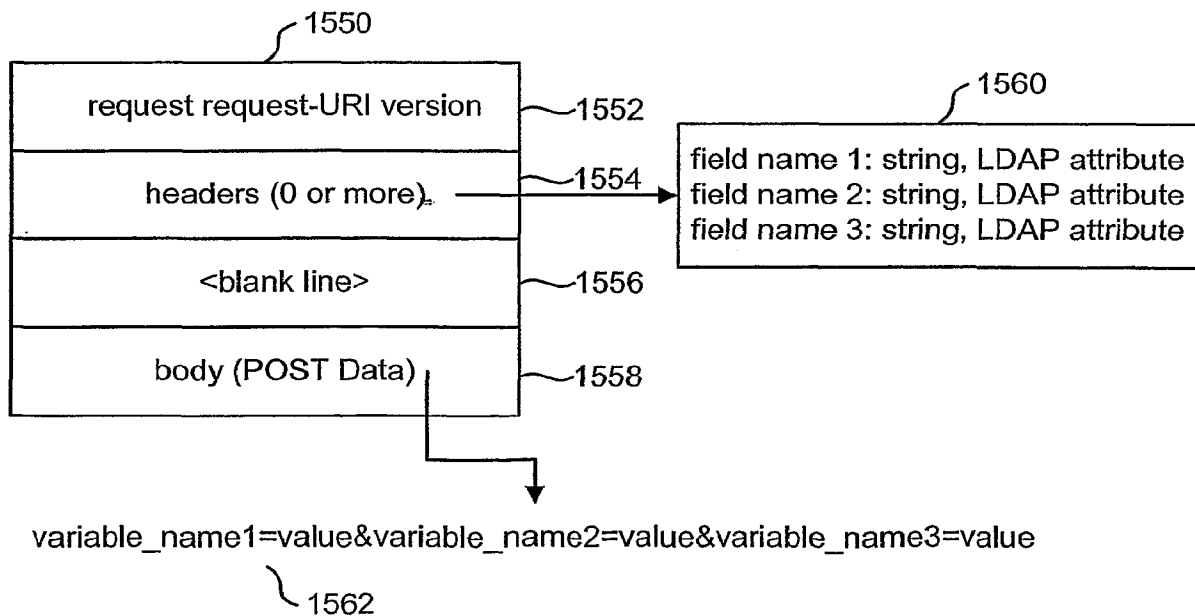 1550
request request-URI version
1552
1560
headers (0 or more)
1554
field name 1: string, LDAP attribute
field name 2: string, LDAP attribute
field name 3: string, LDAP attribute
<blank line>
1556
body (POST Data)
1558
variable_name1=value&variable_name2=value&variable_name3=value
1562